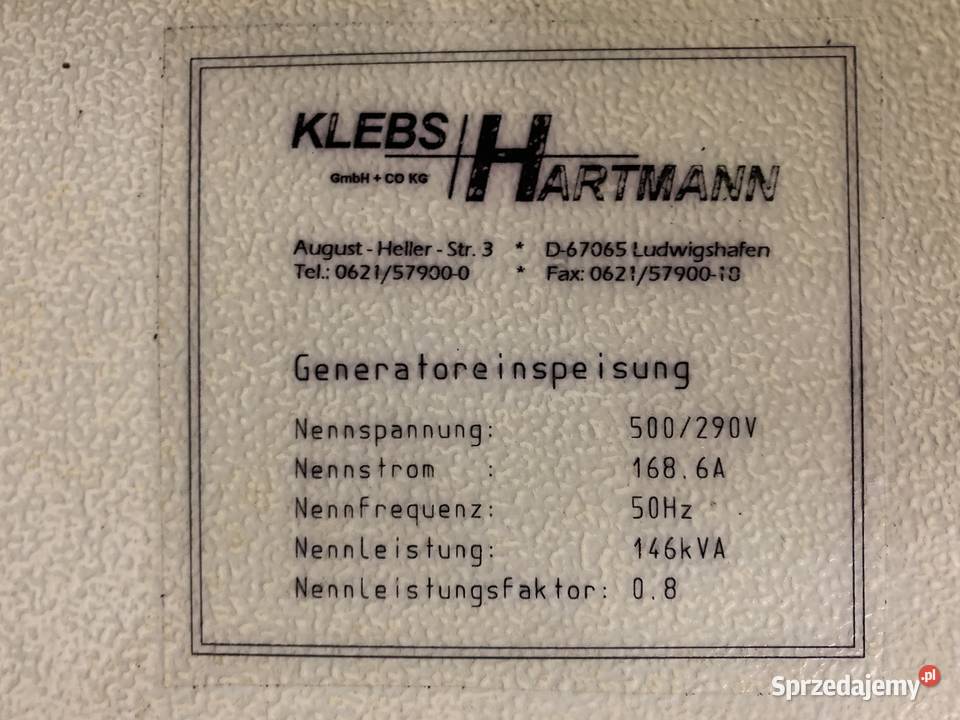 KLEBS HARTMANN
GmbH + CO KG
August - Heller - Str. 3 * D-67065 Ludwigshafen
Tel.: 0621/57900-0 * Fax: 0621/57900-18
Generatoreinspeisung
Nennspannung: 500/290V
Nennstrom : 168.6A
Nennfrequenz: 50Hz
Nennleistung: 146kVA
Nennleistungsfaktor: 0.8
Sprzedajemy.pl